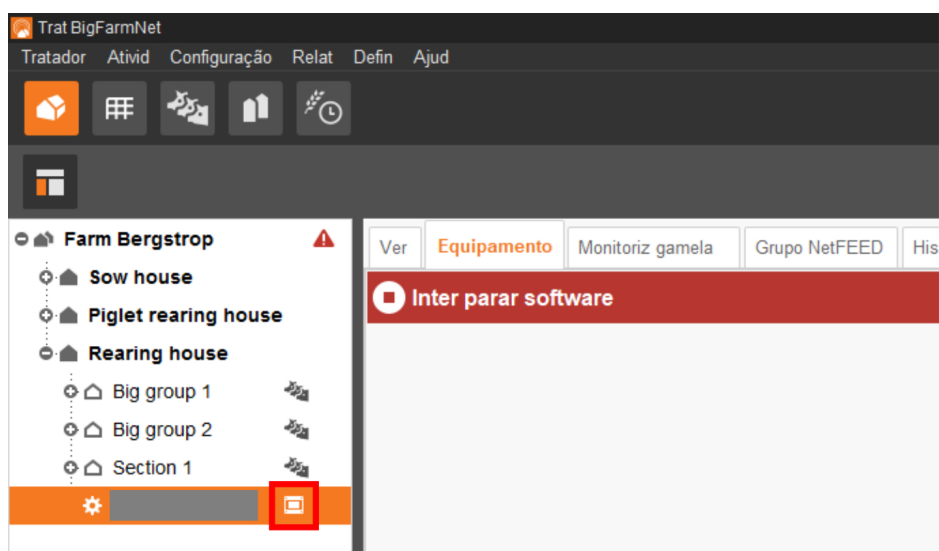 Trat BigFarmNet
Tratador Ativid Configuração Relat Defin Ajud
Farm Bergstrop
Sow house
Piglet rearing house
Rearing house
Big group 1
Big group 2
Section 1
Ver Equipamento Monitoriz gamela Grupo NetFEED His
Inter parar software